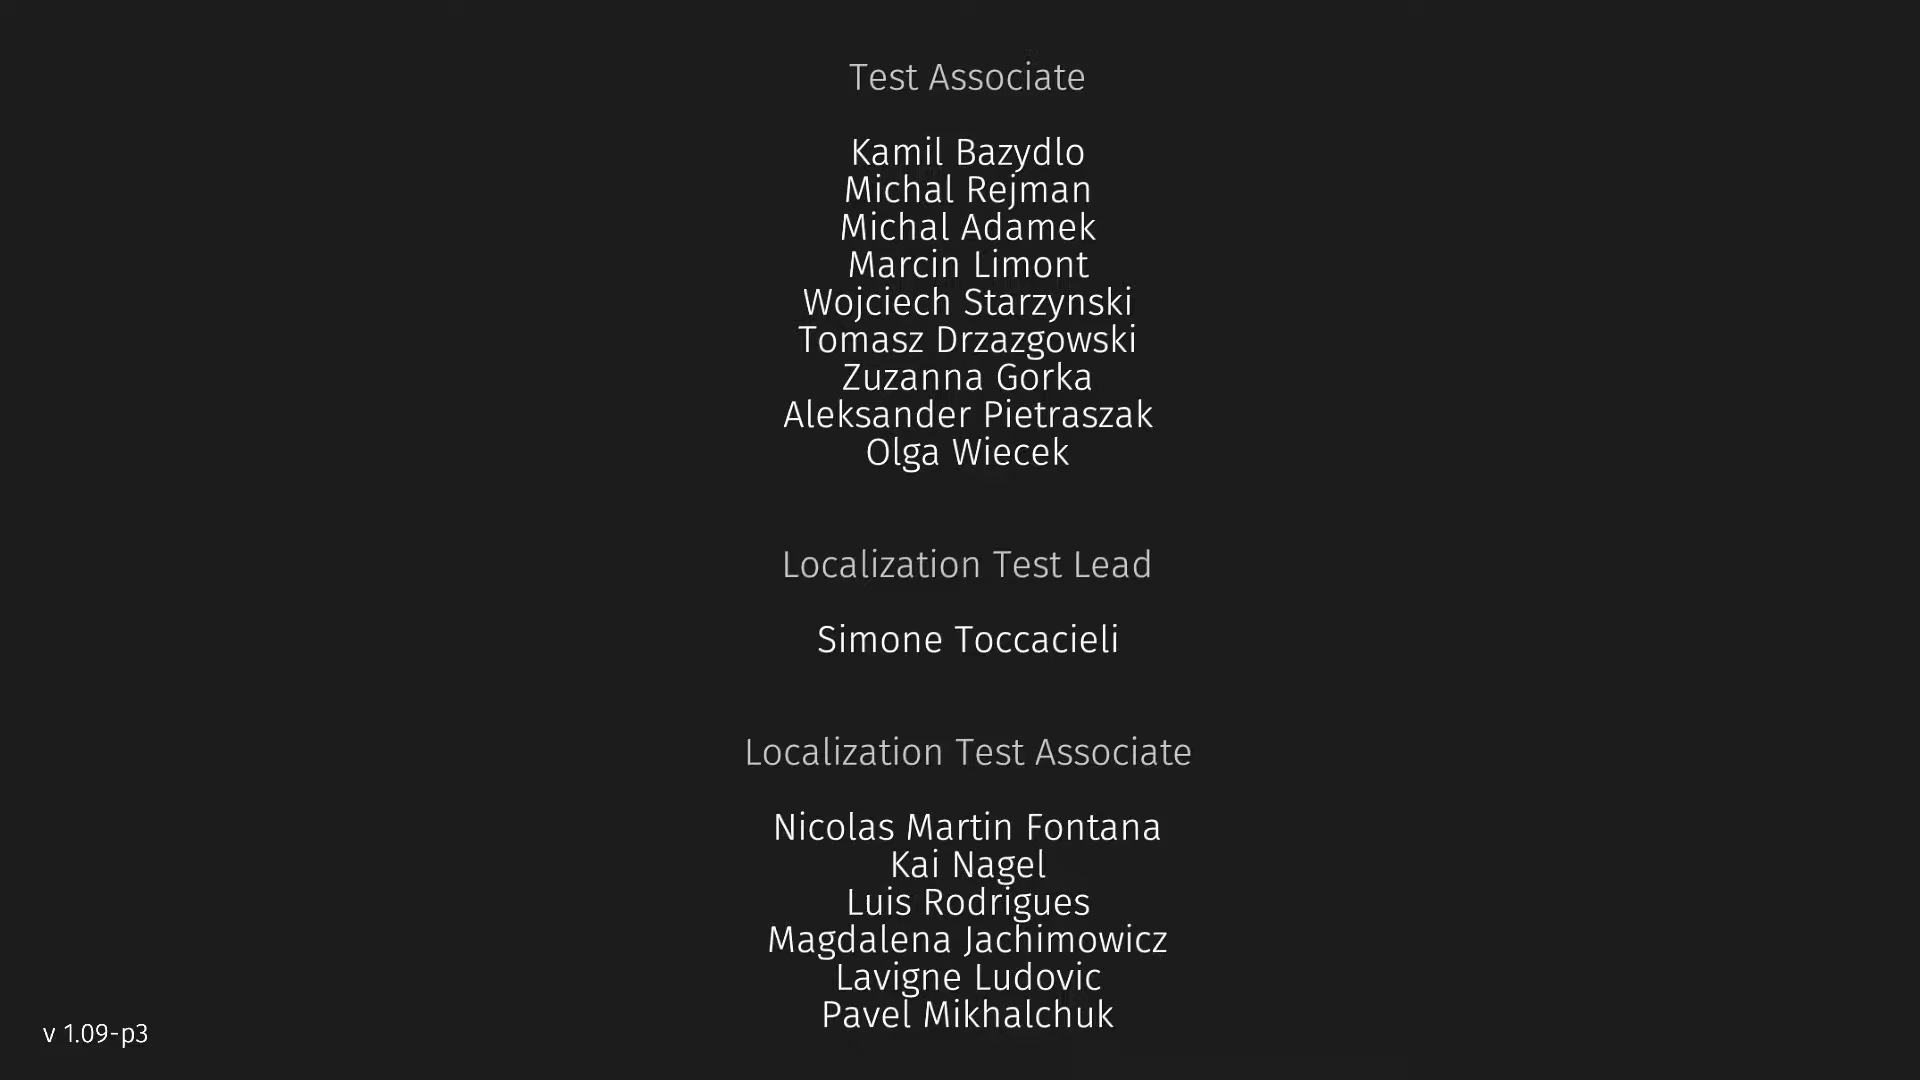 Test Associate
Kamil Bazydlo
Michal Rejman
Michal Adamek
Marcin Limont
Wojciech Starzynski
Tomasz Drzazgowski
Zuzanna Gorka
Aleksander Pietraszak
Olga Wiecek
Localization Test Lead
Simone Toccacieli
Localization Test Associate
Nicolas Martin Fontana
Kai Nagel
Luis Rodrigues
Magdalena Jachimowicz
Lavigne Ludovic
Pavel Mikhalchuk
v 1.09-p3